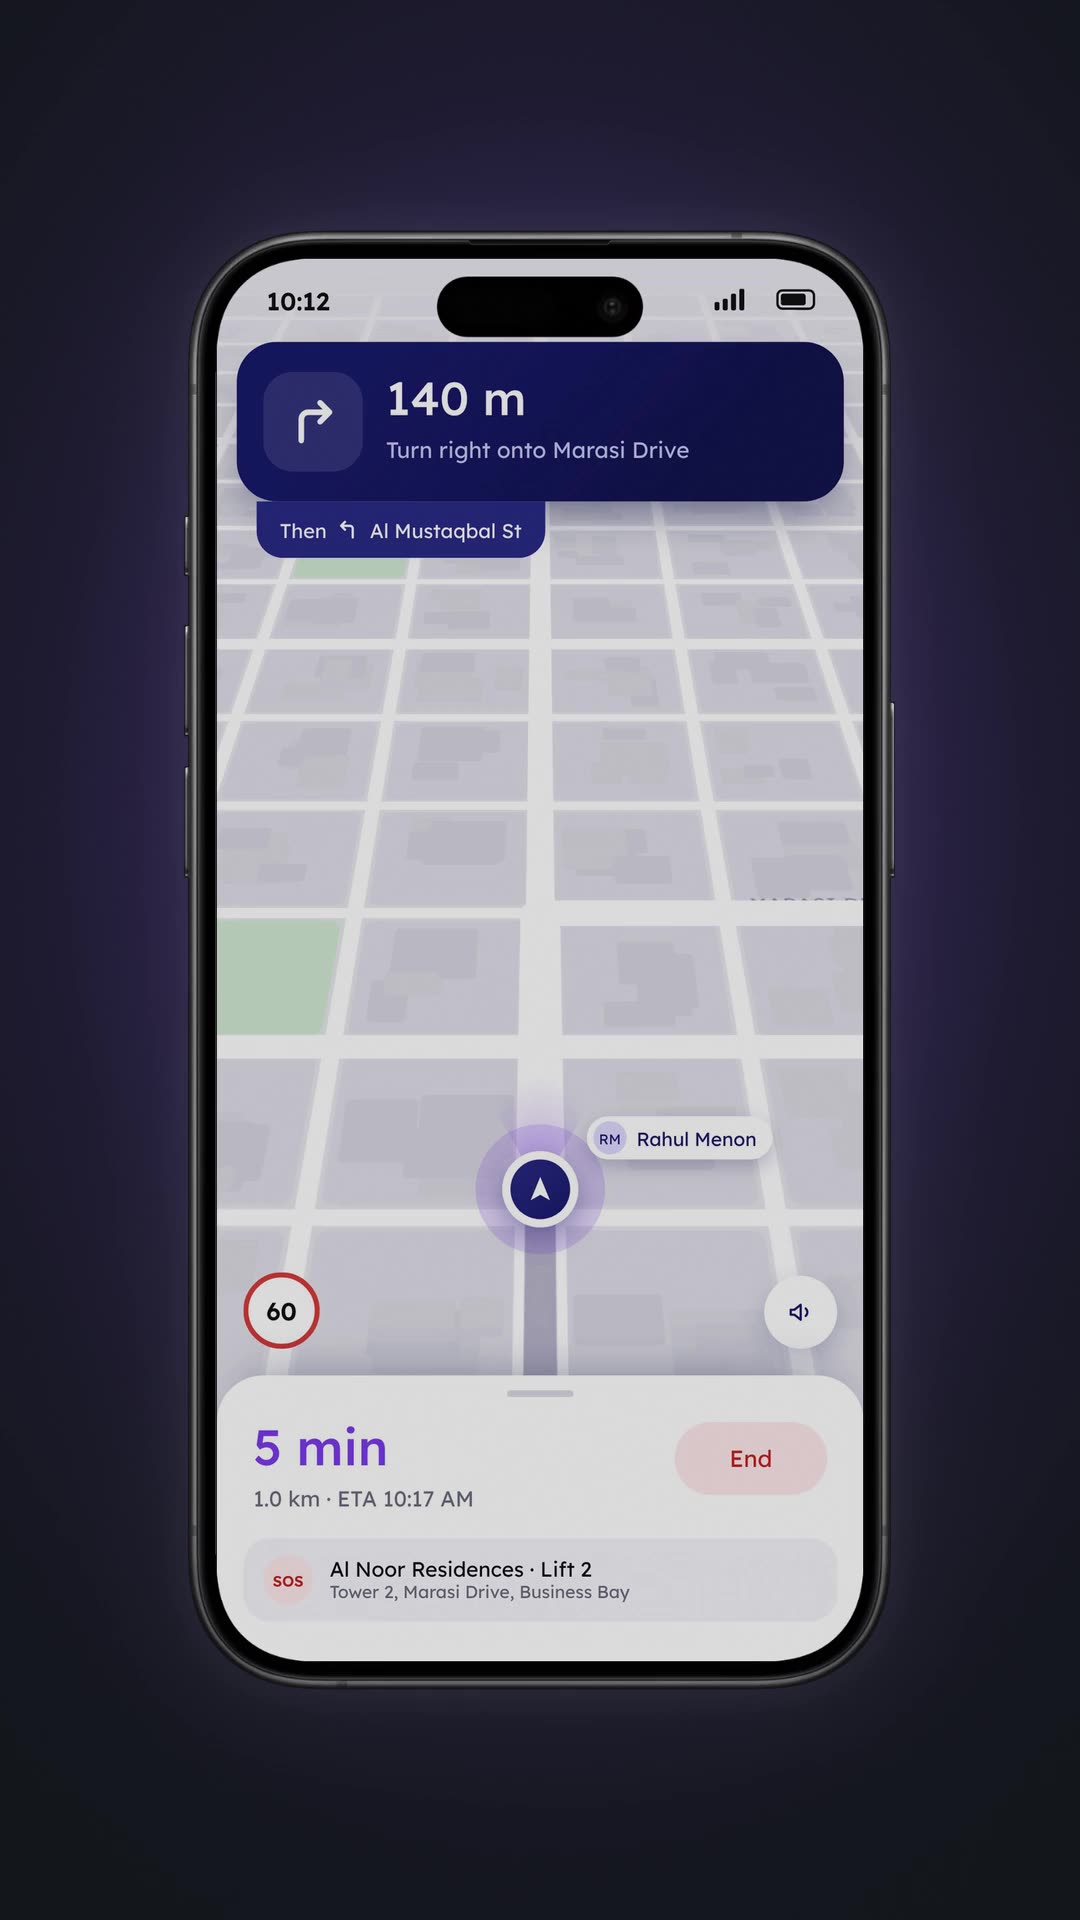 10:12
140 m
Turn right onto Marasi Drive
Then Al Mustaqbal St
RM Rahul Menon
60
5 min
End
1.0 km · ETA 10:17 AM
SOS
Al Noor Residences · Lift 2
Tower 2, Marasi Drive, Business Bay